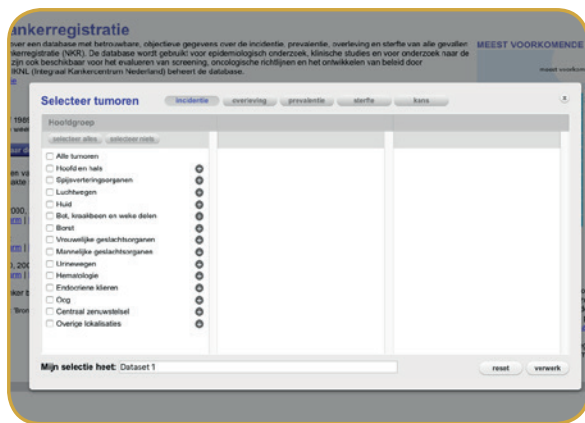 ankerregistratie
over een database met betrouwbare, objectieve gegevens over de incidentie, prevalentie, overleving en sterfte van alle gevallen
nkerregistratie (NKR). De database wordt gebruikt voor epidemiologisch onderzoek, klinische studies en voor onderzoek naar de
zijn ook beschikbaar voor het evalueren van screening, oncologische richtlijnen en het ontwikkelen van beleid door
IKNL (Integraal Kankercentrum Nederland) beheert de database.
MEEST VOORKOMENDE
meest voorkom
Selecteer tumoren
incidentie
overleving
prevalentie
sterfte
kans
Hoofdgroep
selecteer alles
selecteer niets
Alle tumoren
Hoofd en hals
Spijsverteringsorganen
Luchtwegen
Huid
Bot, kraakbeen en weke delen
Borst
Vrouwelijke geslachtsorganen
Mannelijke geslachtsorganen
Urinewegen
Hematologie
Endocriene klieren
Oog
Centraal zenuwstelsel
Overige lokalisaties
Mijn selectie heet: Dataset 1
reset
verwerk